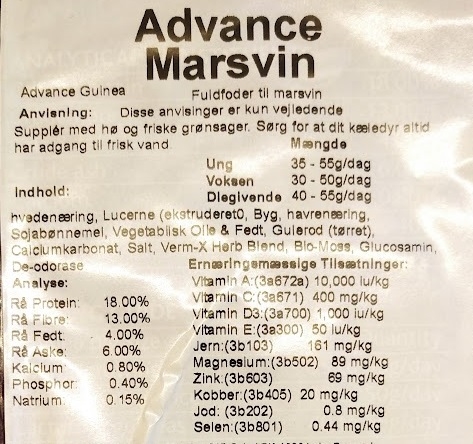 Advance
Marsvin
Advance Guinea Fuldfoder til marsvin
Anvisning: Disse anvisinger er kun vejledende
Supplér med hø og friske grønsager. Sørg for at dit kæledyr altid
har adgang til frisk vand. Mængde
Ung 35 - 55g/dag
Voksen 30 - 50g/dag
Indhold: Diegivende 40 - 55g/dag
hvedenæring, Lucerne (ekstruderet0, Byg, havrenæring,
Sojabønnemel, Vegetablisk Olie & Fedt, Gulerod (tørret),
Calciumkarbonat, Salt, Verm-X Herb Blend, Bio-Moss, Glucosamin,
De-odorase Ernæringsmæssige Tilsætninger:
Analyse: Vitamin A:(3a672a) 10,000 iu/kg
Rå Protein: 18.00% Vitamin C:(3a671) 400 mg/kg
Rå Fibre: 13.00% Vitamin D3:(3a700) 1,000 iu/kg
Rå Fedt: 4.00% Vitamin E:(3a300) 50 iu/kg
Rå Aske: 6.00% Jern:(3b103) 161 mg/kg
Kalcium: 0.80% Magnesium:(3b502) 89 mg/kg
Phosphor: 0.40% Zink:(3b603) 69 mg/kg
Natrium: 0.15% Kobber:(3b405) 20 mg/kg
Jod: (3b202) 0.8 mg/kg
Selen:(3b801) 0.44 mg/kg